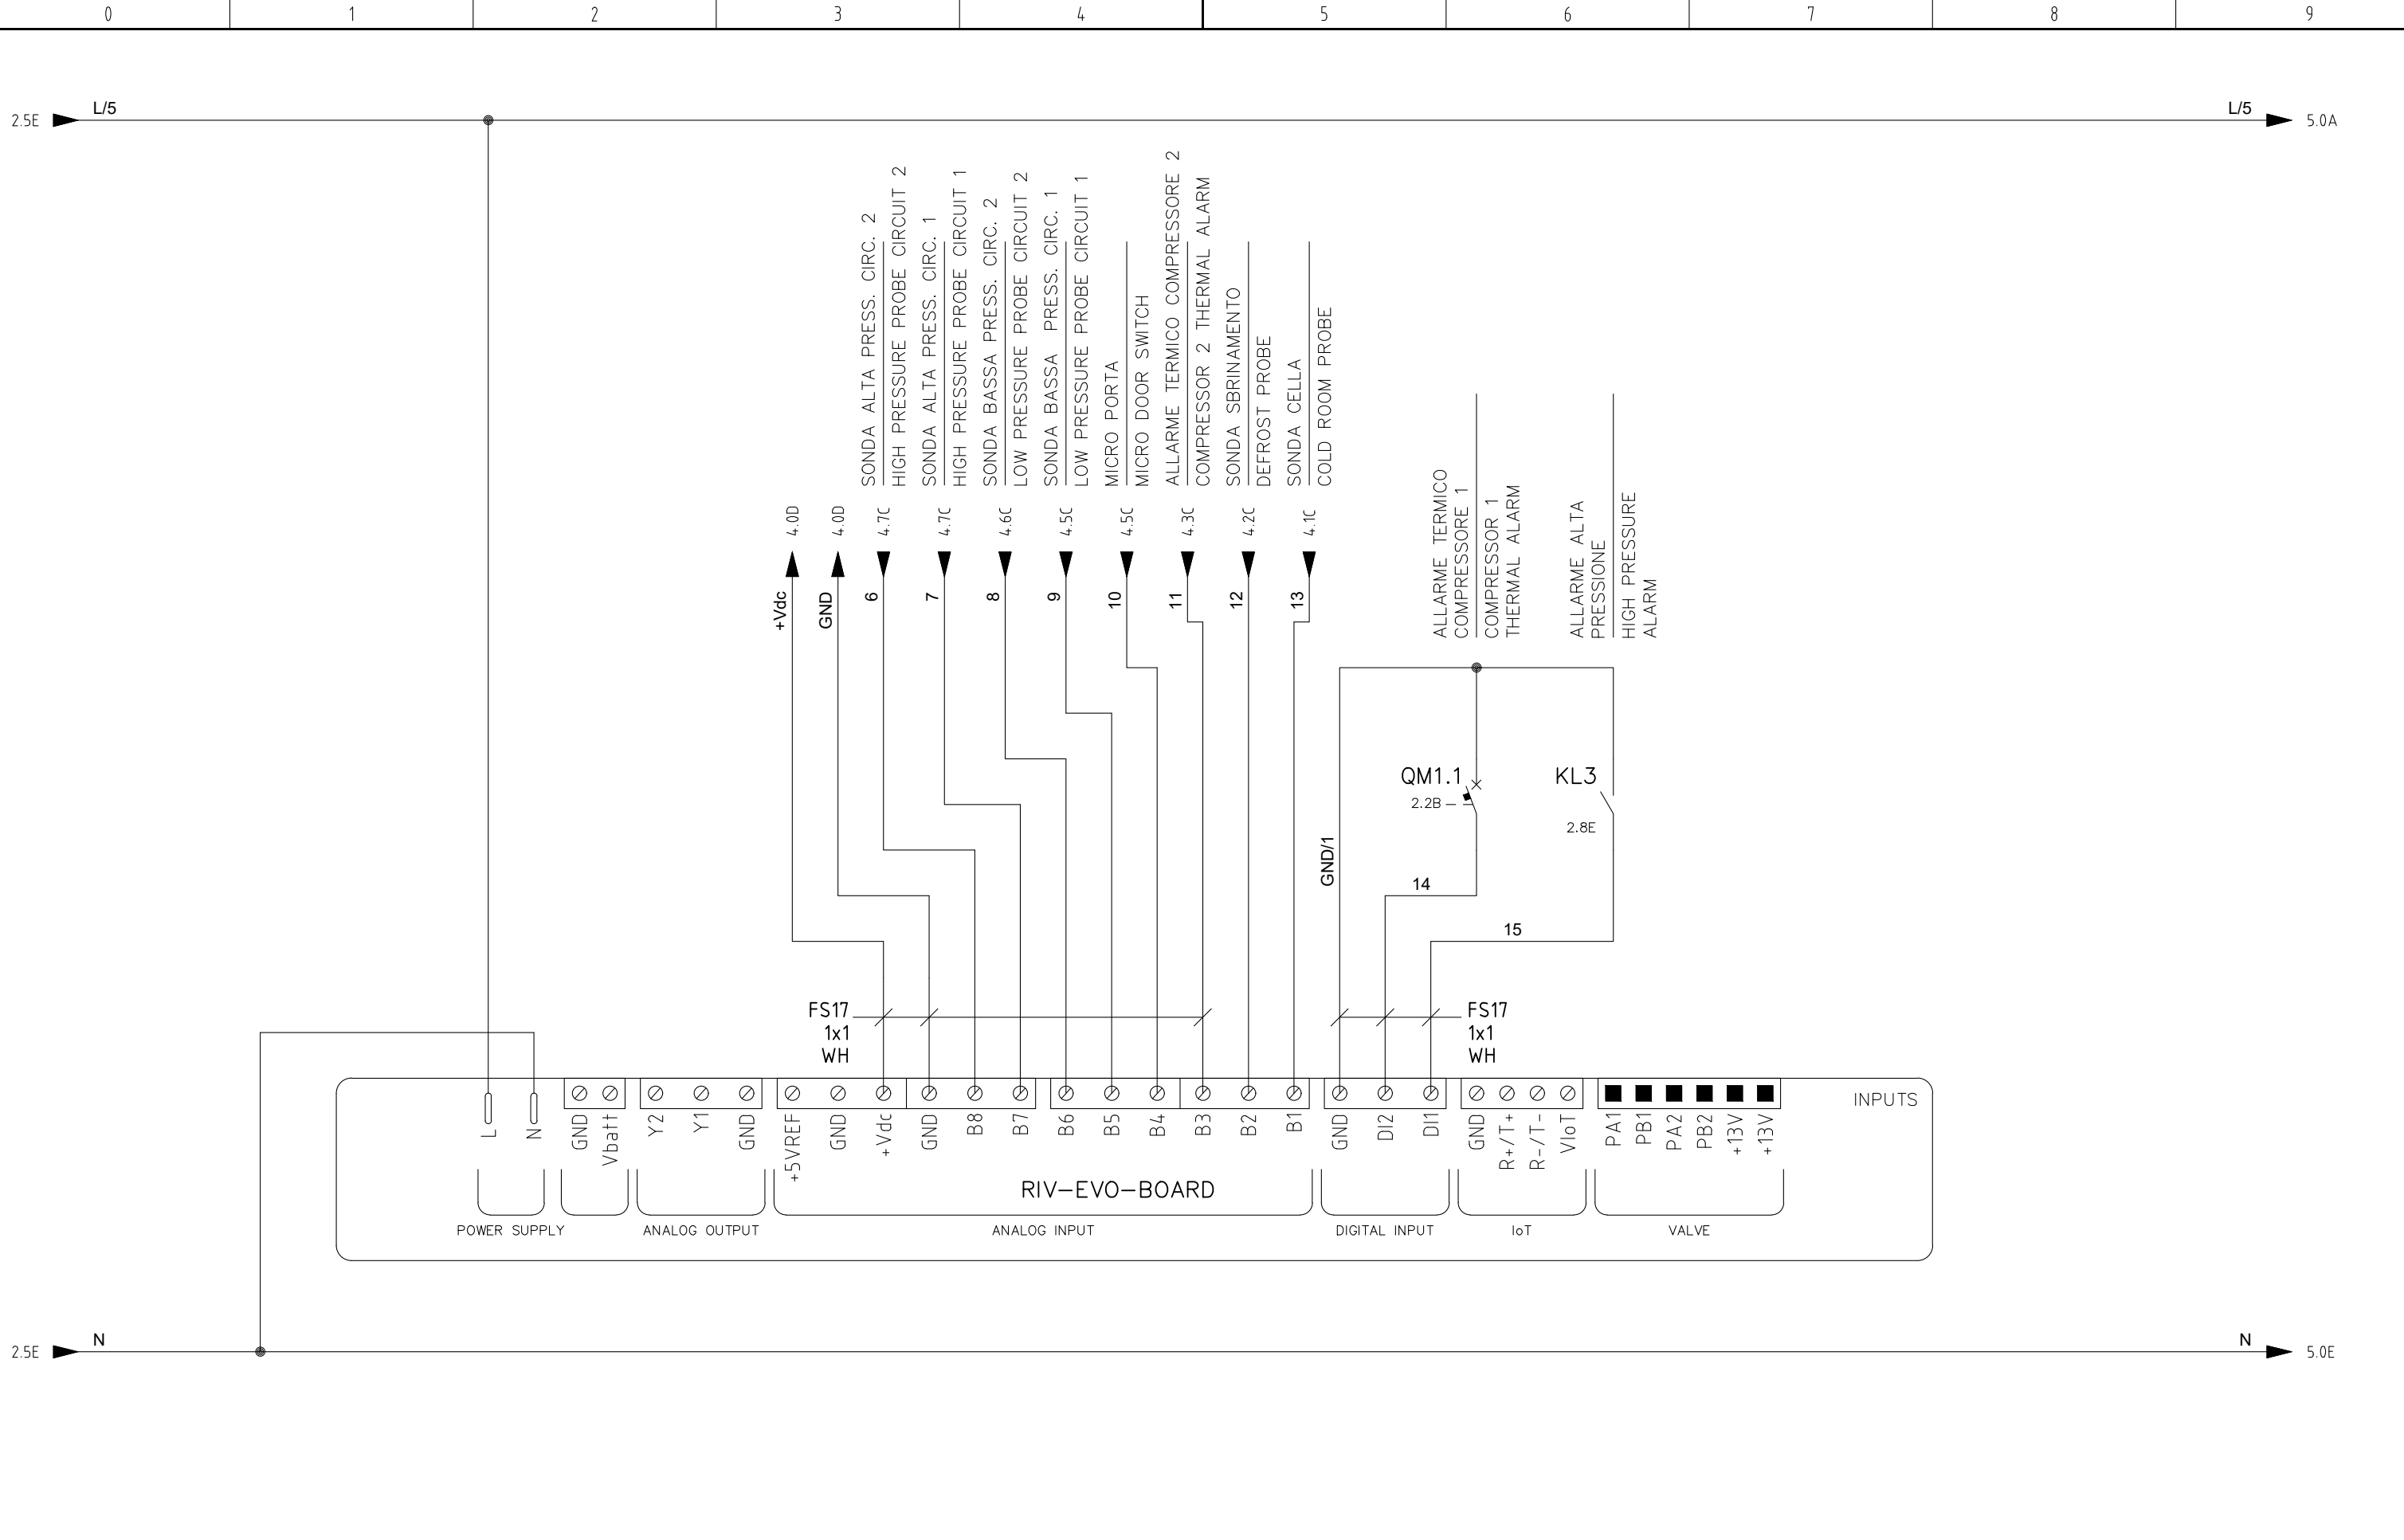 0 1 2 3 4 5 6 7 8 9
L/5 L/5
2.5E 5.0A
SONDA ALTA PRESS. CIRC. 2
HIGH PRESSURE PROBE CIRCUIT 2
SONDA ALTA PRESS. CIRC. 1
HIGH PRESSURE PROBE CIRCUIT 1
SONDA BASSA PRESS. CIRC. 2
LOW PRESSURE PROBE CIRCUIT 2
SONDA BASSA PRESS. CIRC. 1
LOW PRESSURE PROBE CIRCUIT 1
MICRO PORTA
MICRO DOOR SWITCH
ALLARME TERMICO COMPRESSORE 2
COMPRESSOR 2 THERMAL ALARM
SONDA SBRINAMENTO
DEFROST PROBE
SONDA CELLA
COLD ROOM PROBE
ALLARME TERMICO
COMPRESSORE 1
COMPRESSOR 1
THERMAL ALARM
ALLARME ALTA
PRESSIONE
HIGH PRESSURE
ALARM
4.0D
4.0D
4.7C
4.7C
4.6C
4.5C
4.5C
4.3C
4.2C
4.1C
+Vdc
GND
6
7
8
9
10
11
12
13
QM1.1
2.2B
KL3
2.8E
GND/1
14
15
FS17
1x1
WH
FS17
1x1
WH
INPUTS
L
N
GND
Vbatt
Y2
Y1
GND
+5VREF
GND
+Vdc
GND
B8
B7
B6
B5
B4
B3
B2
B1
GND
DI2
DI1
GND
R+/T+
R-/T-
VIoT
PA1
PB1
PA2
PB2
+13V
+13V
RIV-EVO-BOARD
POWER SUPPLY ANALOG OUTPUT ANALOG INPUT DIGITAL INPUT IoT VALVE
N N
2.5E 5.0E